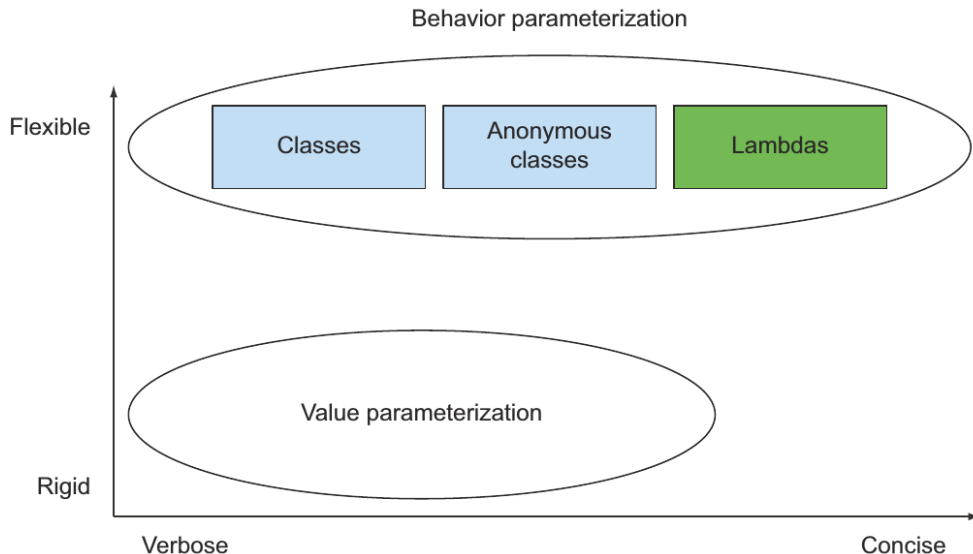 Behavior parameterization
Flexible
Classes
Anonymous
classes
Lambdas
Value parameterization
Rigid
Verbose
Concise